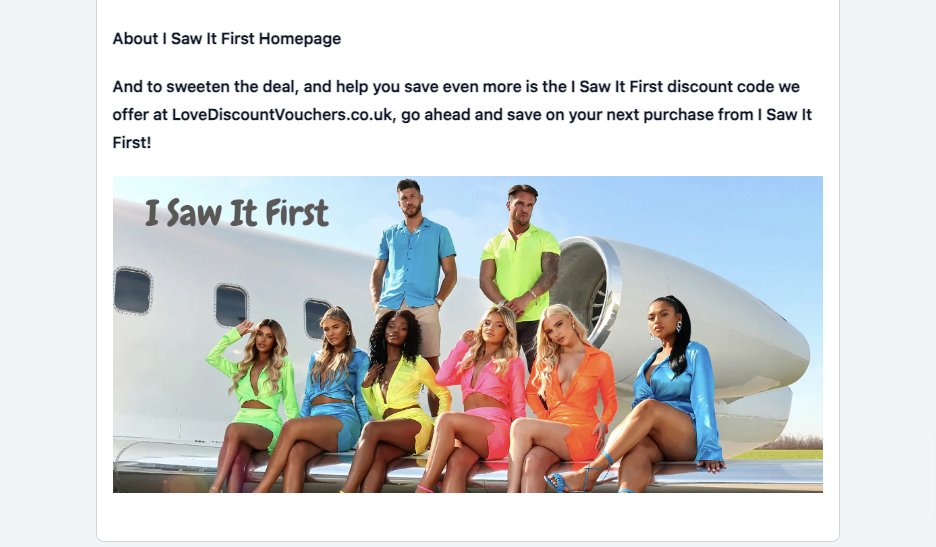 About I Saw It First Homepage
And to sweeten the deal, and help you save even more is the I Saw It First discount code we
offer at LoveDiscountVouchers.co.uk, go ahead and save on your next purchase from I Saw It
First!
I Saw It First